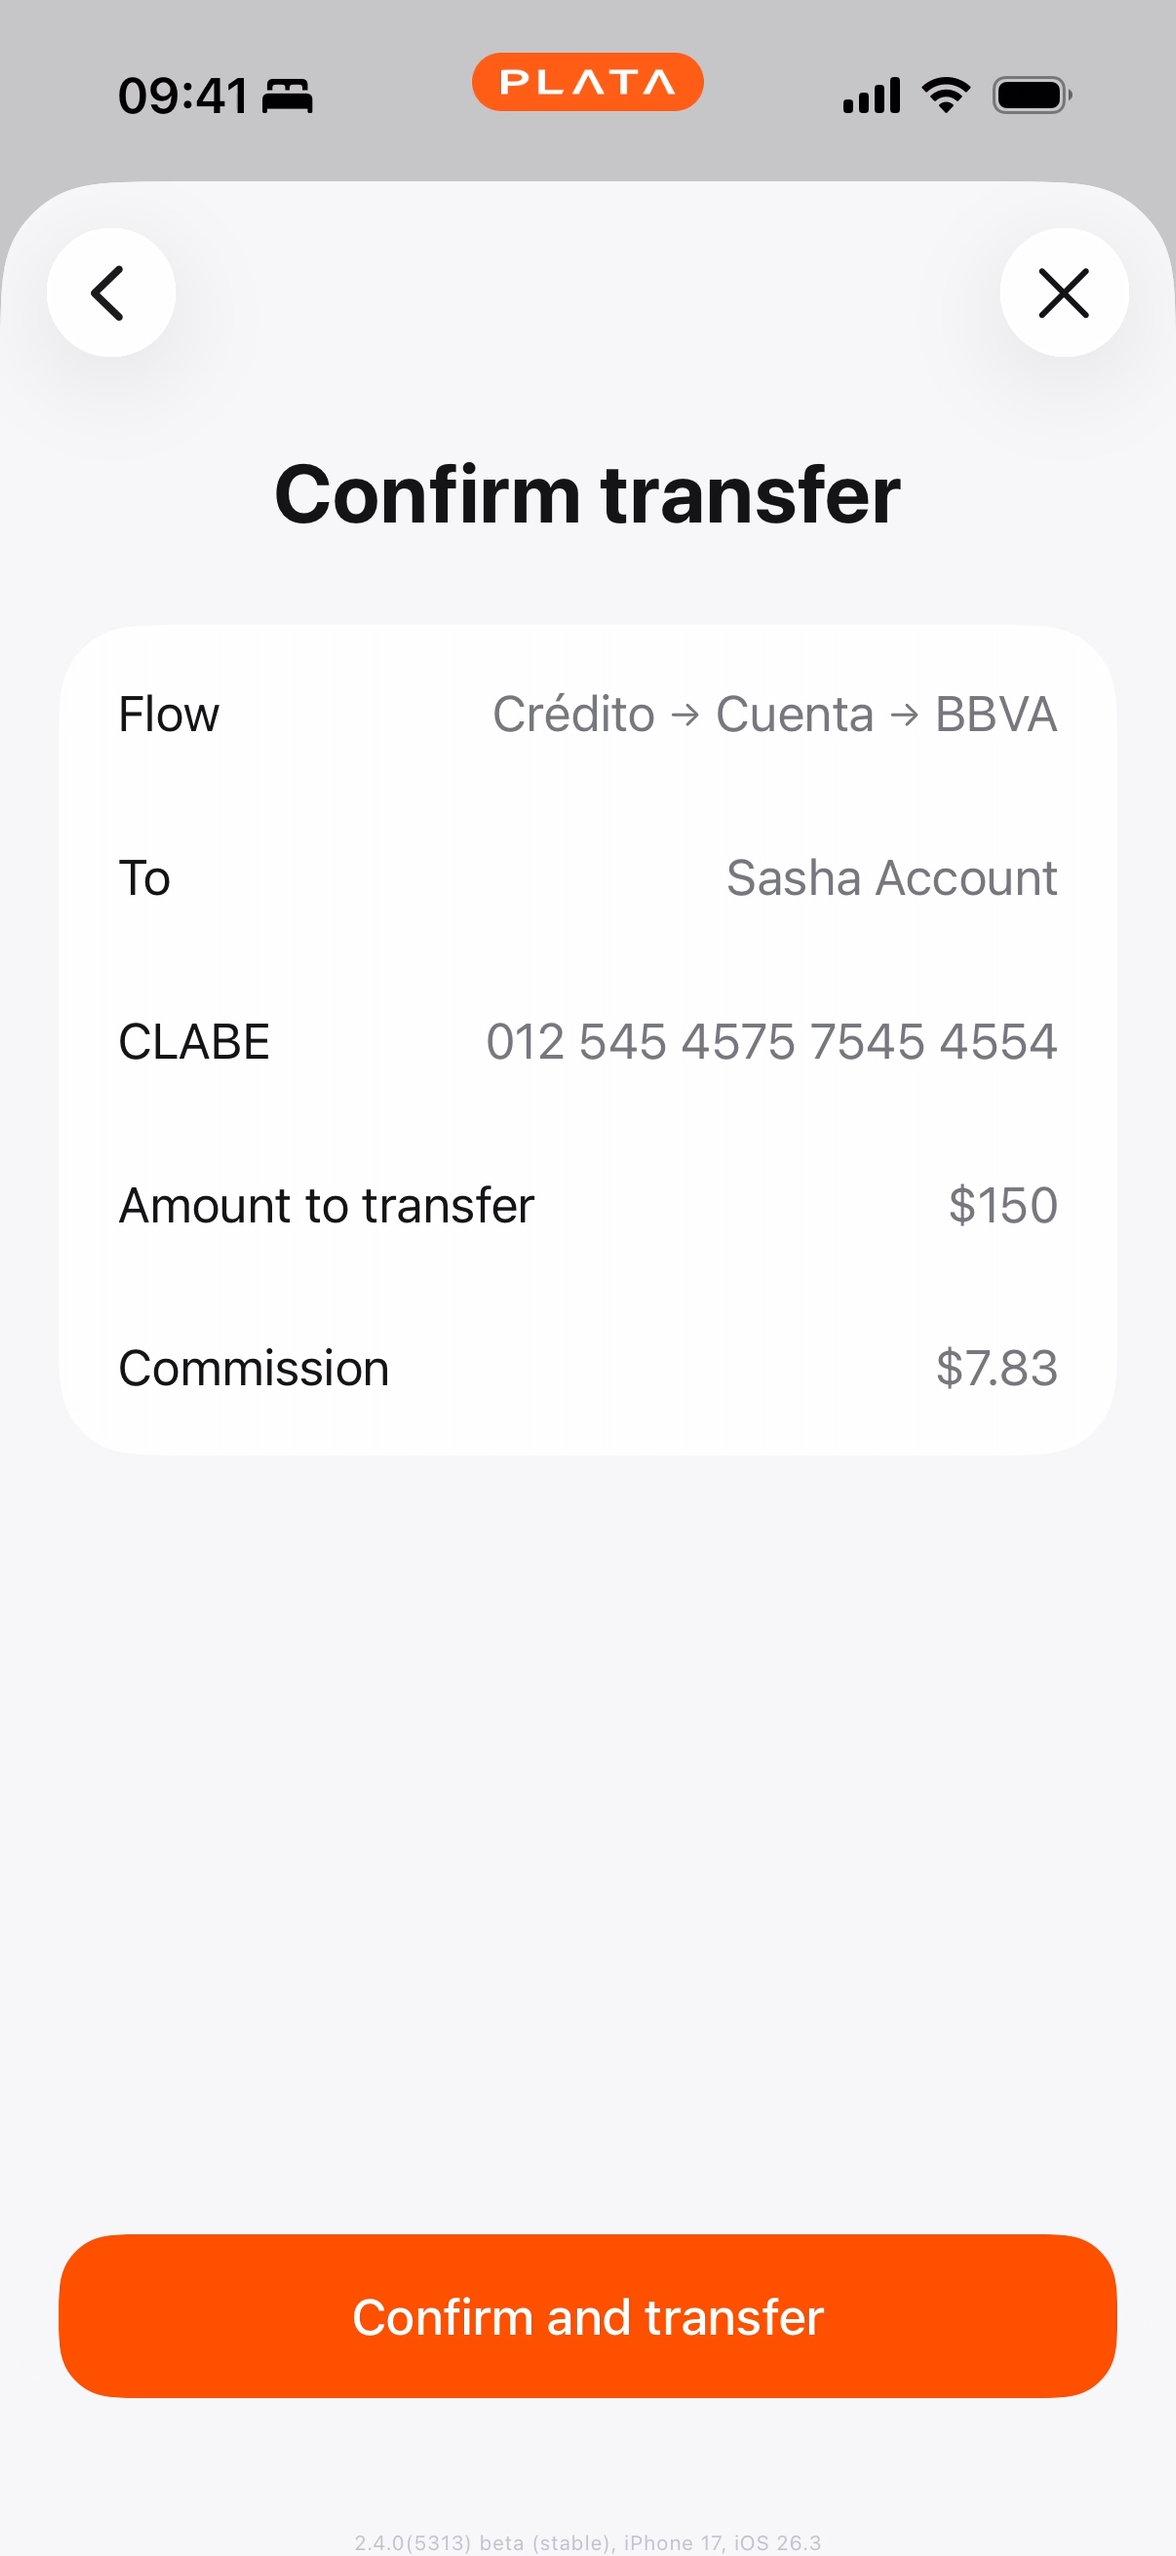 09:41
PLATA
Confirm transfer
Flow Crédito → Cuenta → BBVA
To Sasha Account
CLABE 012 545 4575 7545 4554
Amount to transfer $150
Commission $7.83
Confirm and transfer
2.4.0(5313) beta (stable), iPhone 17, iOS 26.3